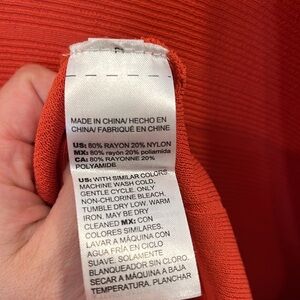 MADE IN CHINA/ HECHO EN
CHINA/ FABRIQUÉ EN CHINE
US: 80% RAYON 20% NYLON
MX: 80% rayón 20% poliamida
CA: 80% RAYONNE 20%
POLYAMIDE
US: WITH SIMILAR COLORS
MACHINE WASH COLD,
GENTLE CYCLE. ONLY
NON-CHLORINE BLEACH.
TUMBLE DRY LOW. WARM
IRON. MAY BE DRY
CLEANED MX: CON
COLORES SIMILARES.
LAVAR A MÁQUINA CON
AGUA FRÍA EN CICLO
SUAVE. SOLAMENTE
BLANQUEADOR SIN CLORO.
SECAR A MÁQUINA A BAJA
TEMPERATURA. PLANCHAR